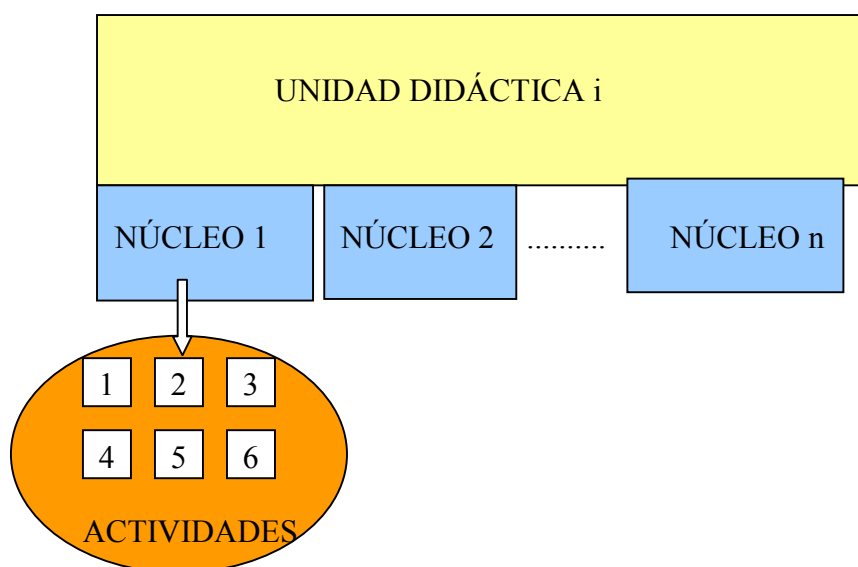 UNIDAD DIDÁCTICA i
NÚCLEO 1 NÚCLEO 2 .......... NÚCLEO n
1 2 3
4 5 6
ACTIVIDADES